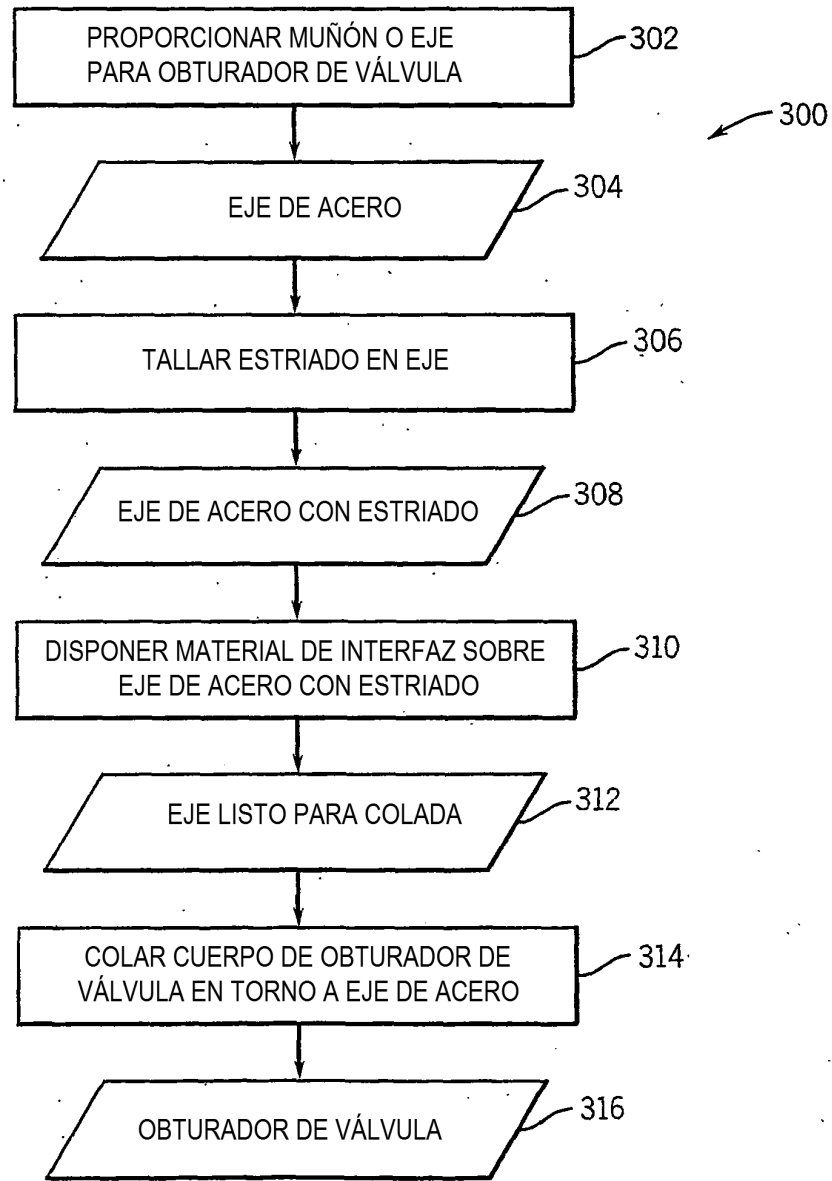 PROPORCIONAR MUÑÓN O EJE
PARA OBTURADOR DE VÁLVULA
302
300
EJE DE ACERO
304
TALLAR ESTRIADO EN EJE
306
EJE DE ACERO CON ESTRIADO
308
DISPONER MATERIAL DE INTERFAZ SOBRE
EJE DE ACERO CON ESTRIADO
310
EJE LISTO PARA COLADA
312
COLAR CUERPO DE OBTURADOR DE
VÁLVULA EN TORNO A EJE DE ACERO
314
OBTURADOR DE VÁLVULA
316